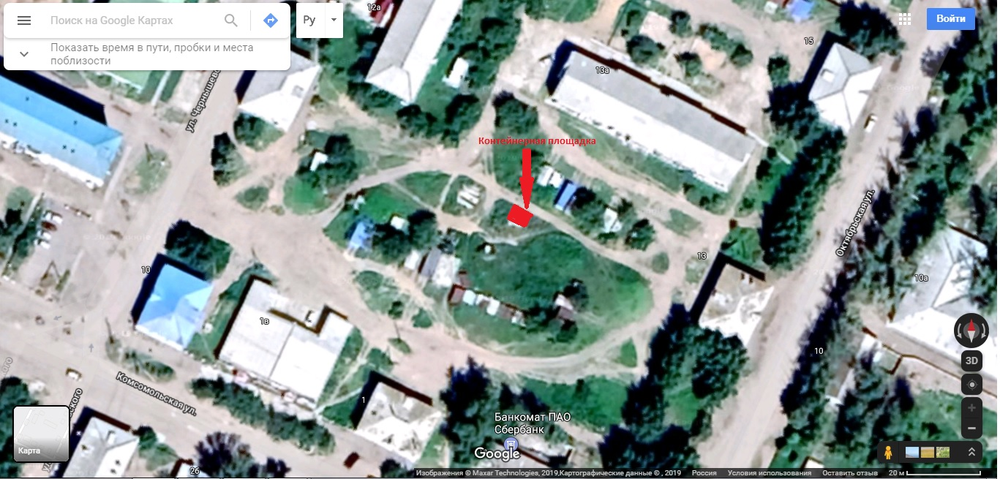 Поиск на Google Картах
Ру
Войти
Показать время в пути, пробки и места
поблизости
12а
15
13а
ул. Чернышевс
Контейнерная площадка
Октябрьская ул.
13
10
10а
1в
10
Комсомольская ул.
1
3D
Банкомат ПАО
Сбербанк
Карта
Google
2б
Изображения © Maxar Technologies, 2019,Картографические данные © , 2019 Россия Условия использования Оставить отзыв 20 м